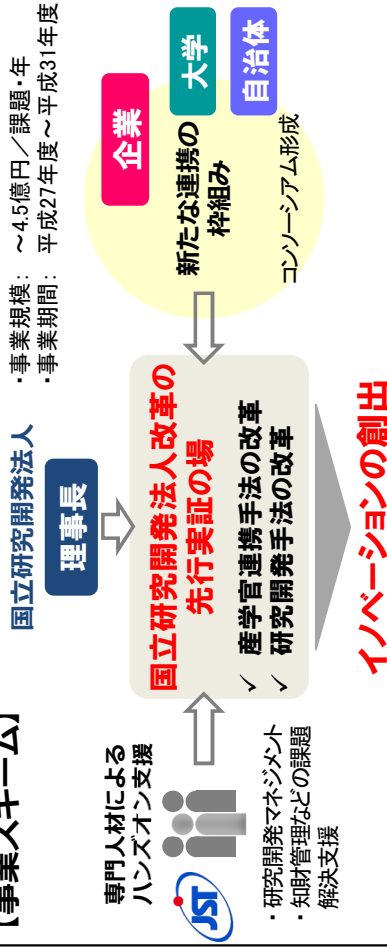 【事業スキーム】
国立研究開発法人
理事長
・事業規模： ～4.5億円／課題・年
・事業期間： 平成27年度～平成31年度
専門人材による
ハンズオン支援
JST
・研究開発マネジメント
・知財管理などの課題
解決支援
国立研究開発法人改革の
先行実証の場
✓ 産学官連携手法の改革
✓ 研究開発手法の改革
企業
大学
自治体
新たな連携の
枠組み
コンソーシアム形成
イノベーションの創出